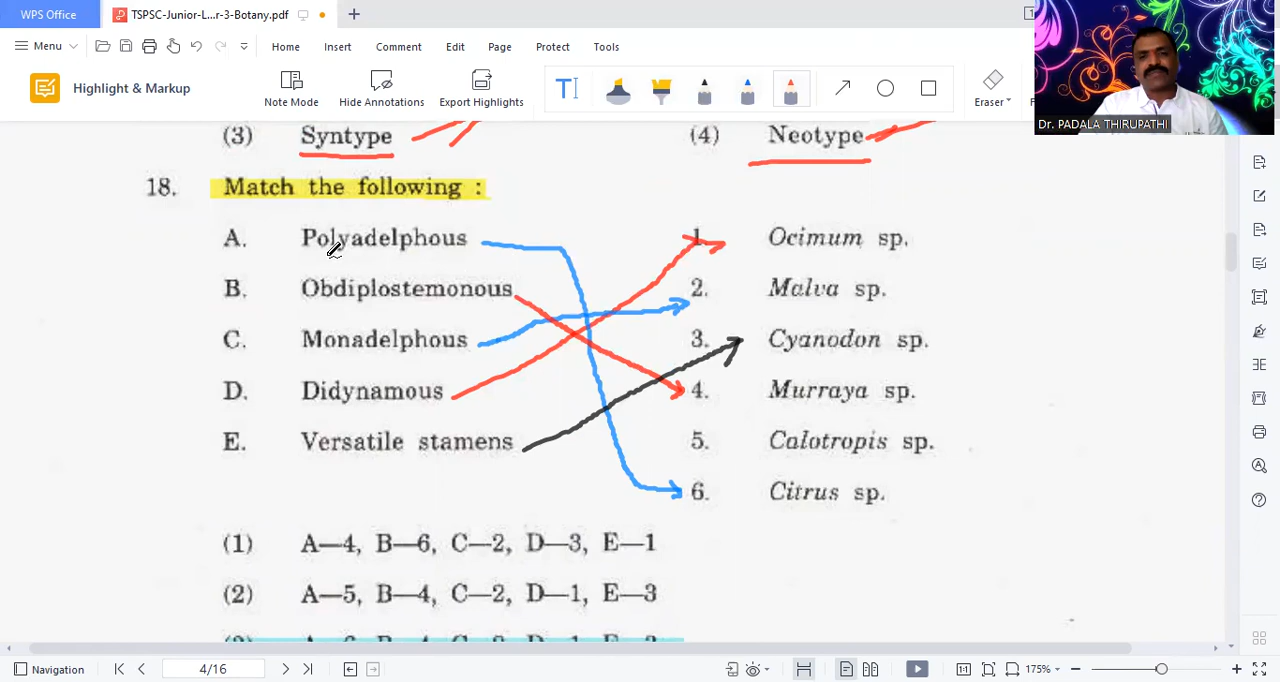 WPS Office
TSPSC-Junior-L...r-3-Botany.pdf
Menu Home Insert Comment Edit Page Protect Tools
Highlight & Markup
Note Mode Hide Annotations Export Highlights Eraser
Dr. PADALA THIRUPATHI
(3) Syntype (4) Neotype
18. Match the following :
A. Polyadelphous 1. Ocimum sp.
B. Obdiplostemonous 2. Malva sp.
C. Monadelphous 3. Cyanodon sp.
D. Didynamous 4. Murraya sp.
E. Versatile stamens 5. Calotropis sp.
6. Citrus sp.
(1) A—4, B—6, C—2, D—3, E—1
(2) A—5, B—4, C—2, D—1, E—3
Navigation 4/16 175%